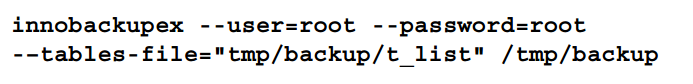 innobackupex --user=root --password=root
--tables-file="tmp/backup/t_list" /tmp/backup